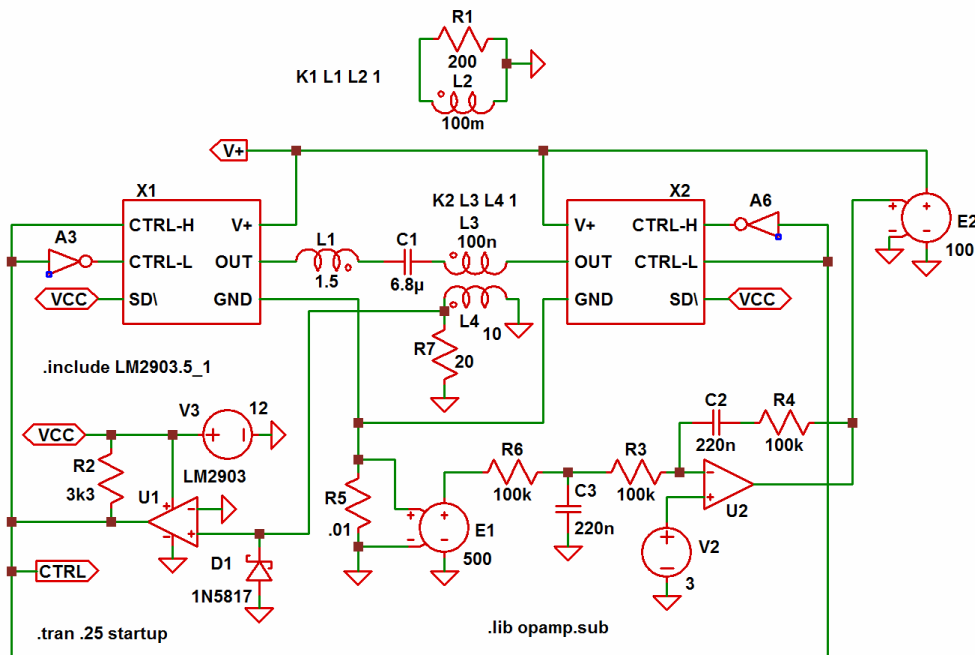 R1
200
K1 L1 L2 1
L2
100m
V+
X1
X2
K2 L3 L4 1
A6
A3
CTRL-H
V+
L3
100n
V+
CTRL-H
E2
100
L1
C1
CTRL-L
OUT
1.5
6.8µ
OUT
CTRL-L
VCC
SD\
GND
GND
SD\
VCC
L4
10
R7
20
.include LM2903.5_1
V3
12
C2
R4
VCC
220n
100k
R2
3k3
LM2903
U1
R6
100k
R3
100k
C3
220n
U2
R5
.01
E1
500
V2
3
D1
1N5817
CTRL
.tran .25 startup
.lib opamp.sub